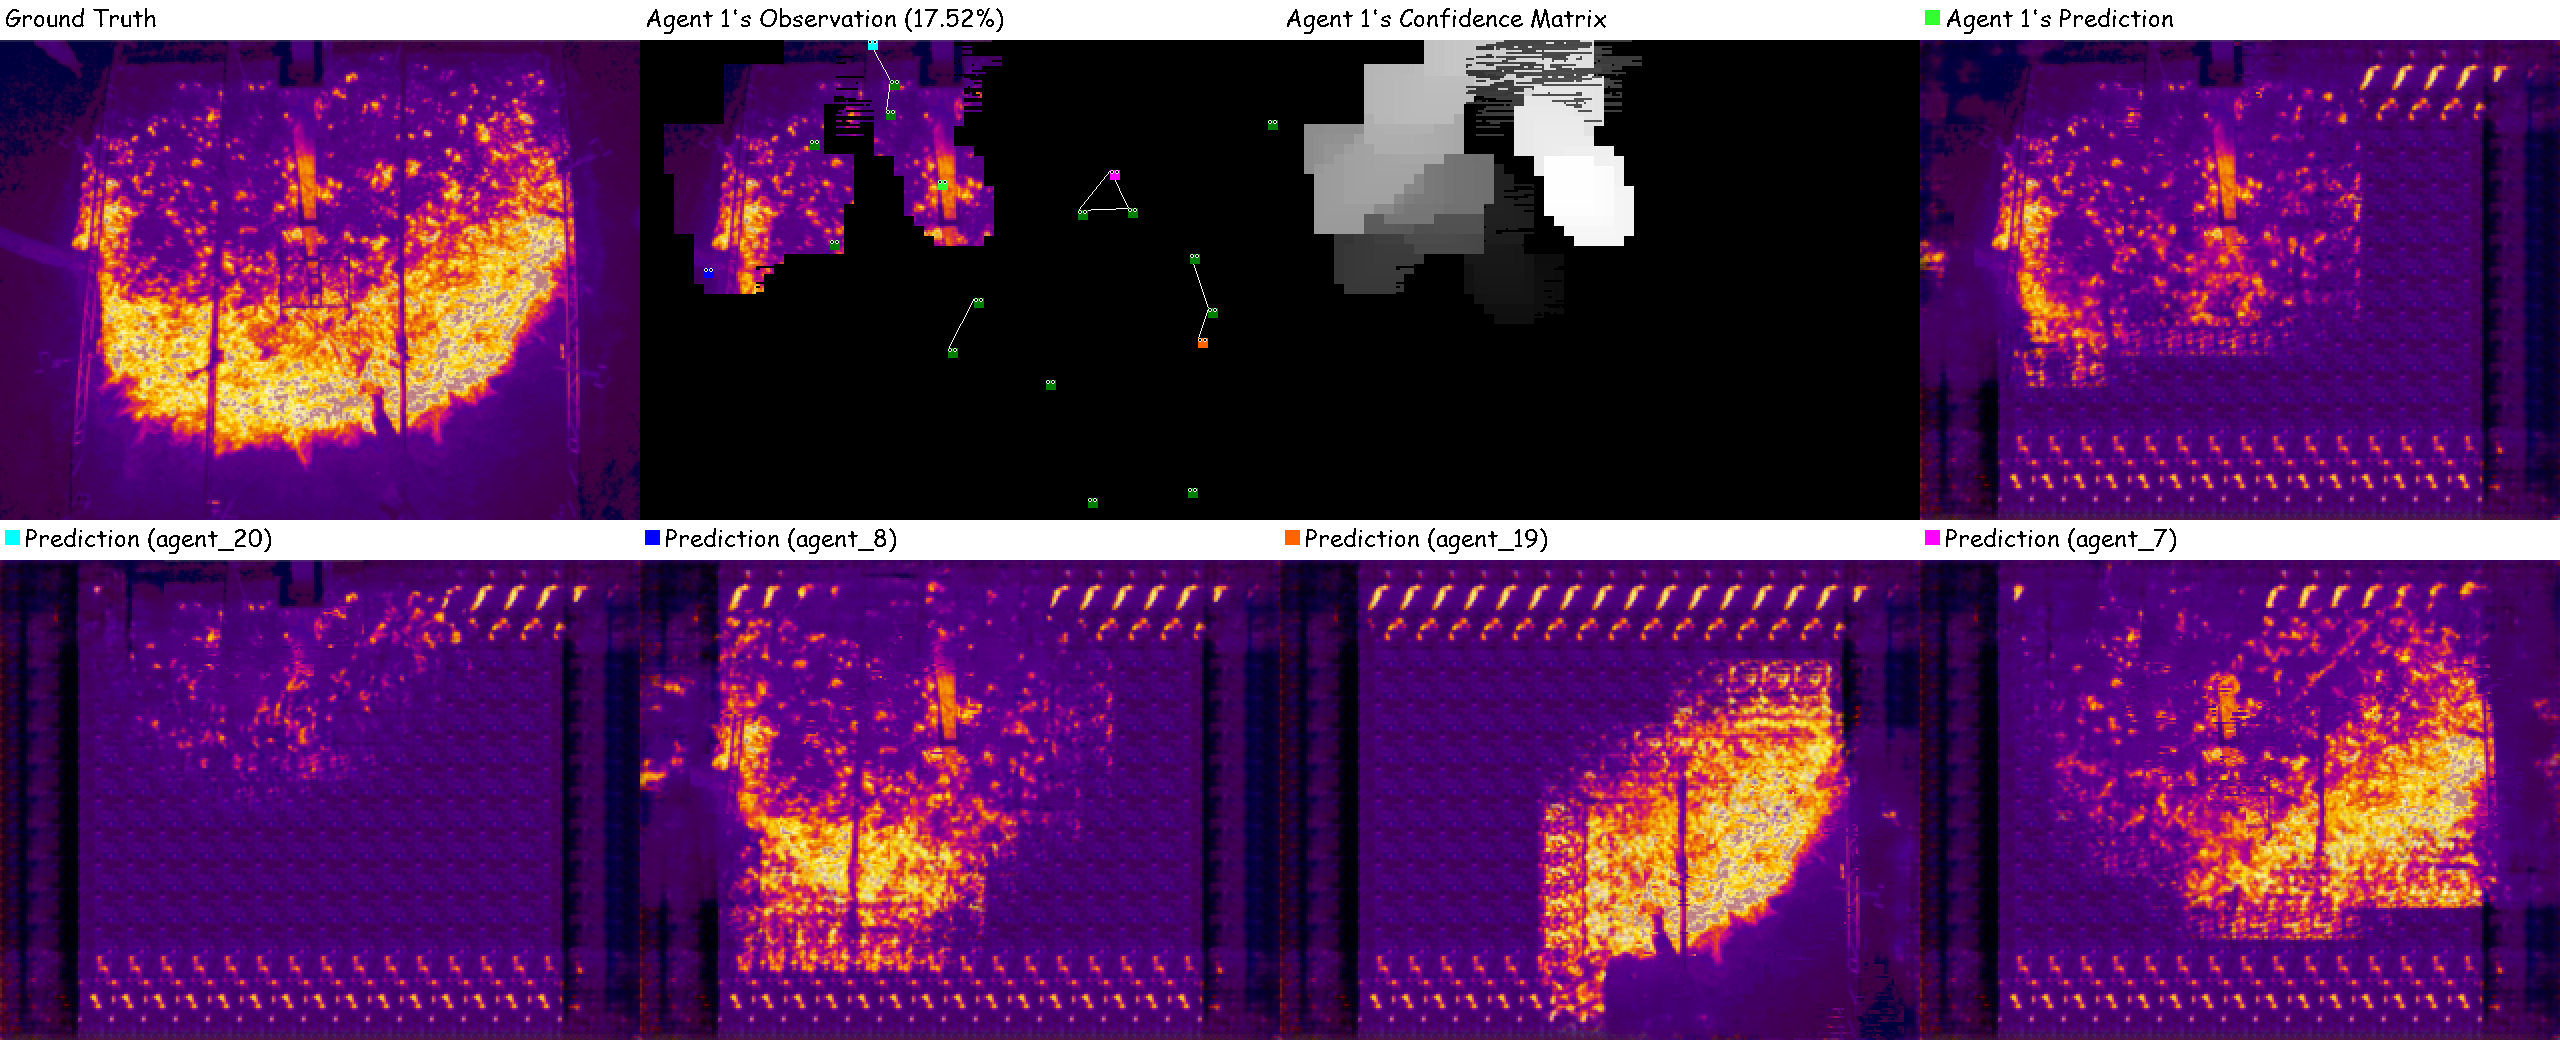 Ground Truth
Agent 1's Observation (17.52%)
Agent 1's Confidence Matrix
Agent 1's Prediction
Prediction (agent_20)
Prediction (agent_8)
Prediction (agent_19)
Prediction (agent_7)